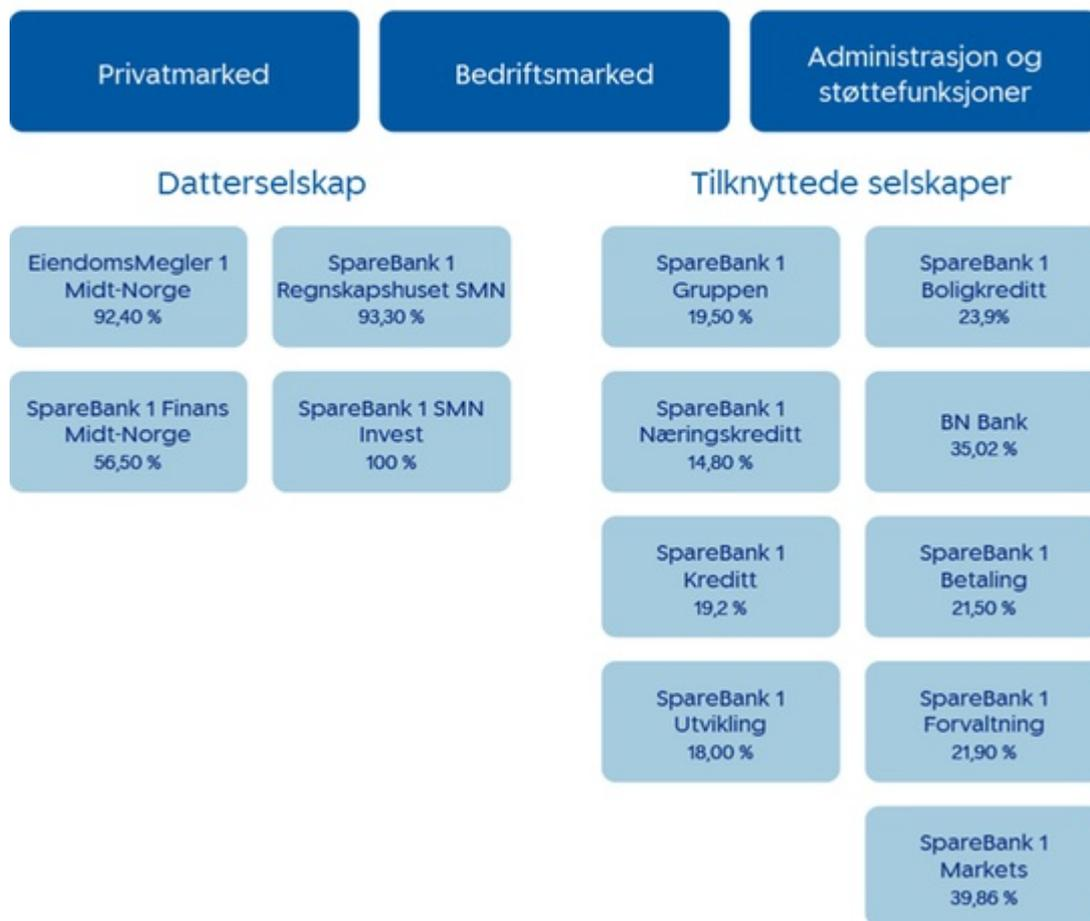 Privatmarked
Bedriftsmarked
Administrasjon og
støttefunksjoner
Datterselskap
EiendomsMegler 1
Midt-Norge
92,40 %
SpareBank 1
Regnskapshuset SMN
93,30 %
SpareBank 1 Finans
Midt-Norge
56,50 %
SpareBank 1 SMN
Invest
100 %
Tilknyttede selskaper
SpareBank 1
Gruppen
19,50 %
SpareBank 1
Boligkreditt
23,9%
SpareBank 1
Næringskreditt
14,80 %
BN Bank
35,02 %
SpareBank 1
Kreditt
19,2 %
SpareBank 1
Betaling
21,50 %
SpareBank 1
Utvikling
18,00 %
SpareBank 1
Forvaltning
21,90 %
SpareBank 1
Markets
39,86 %